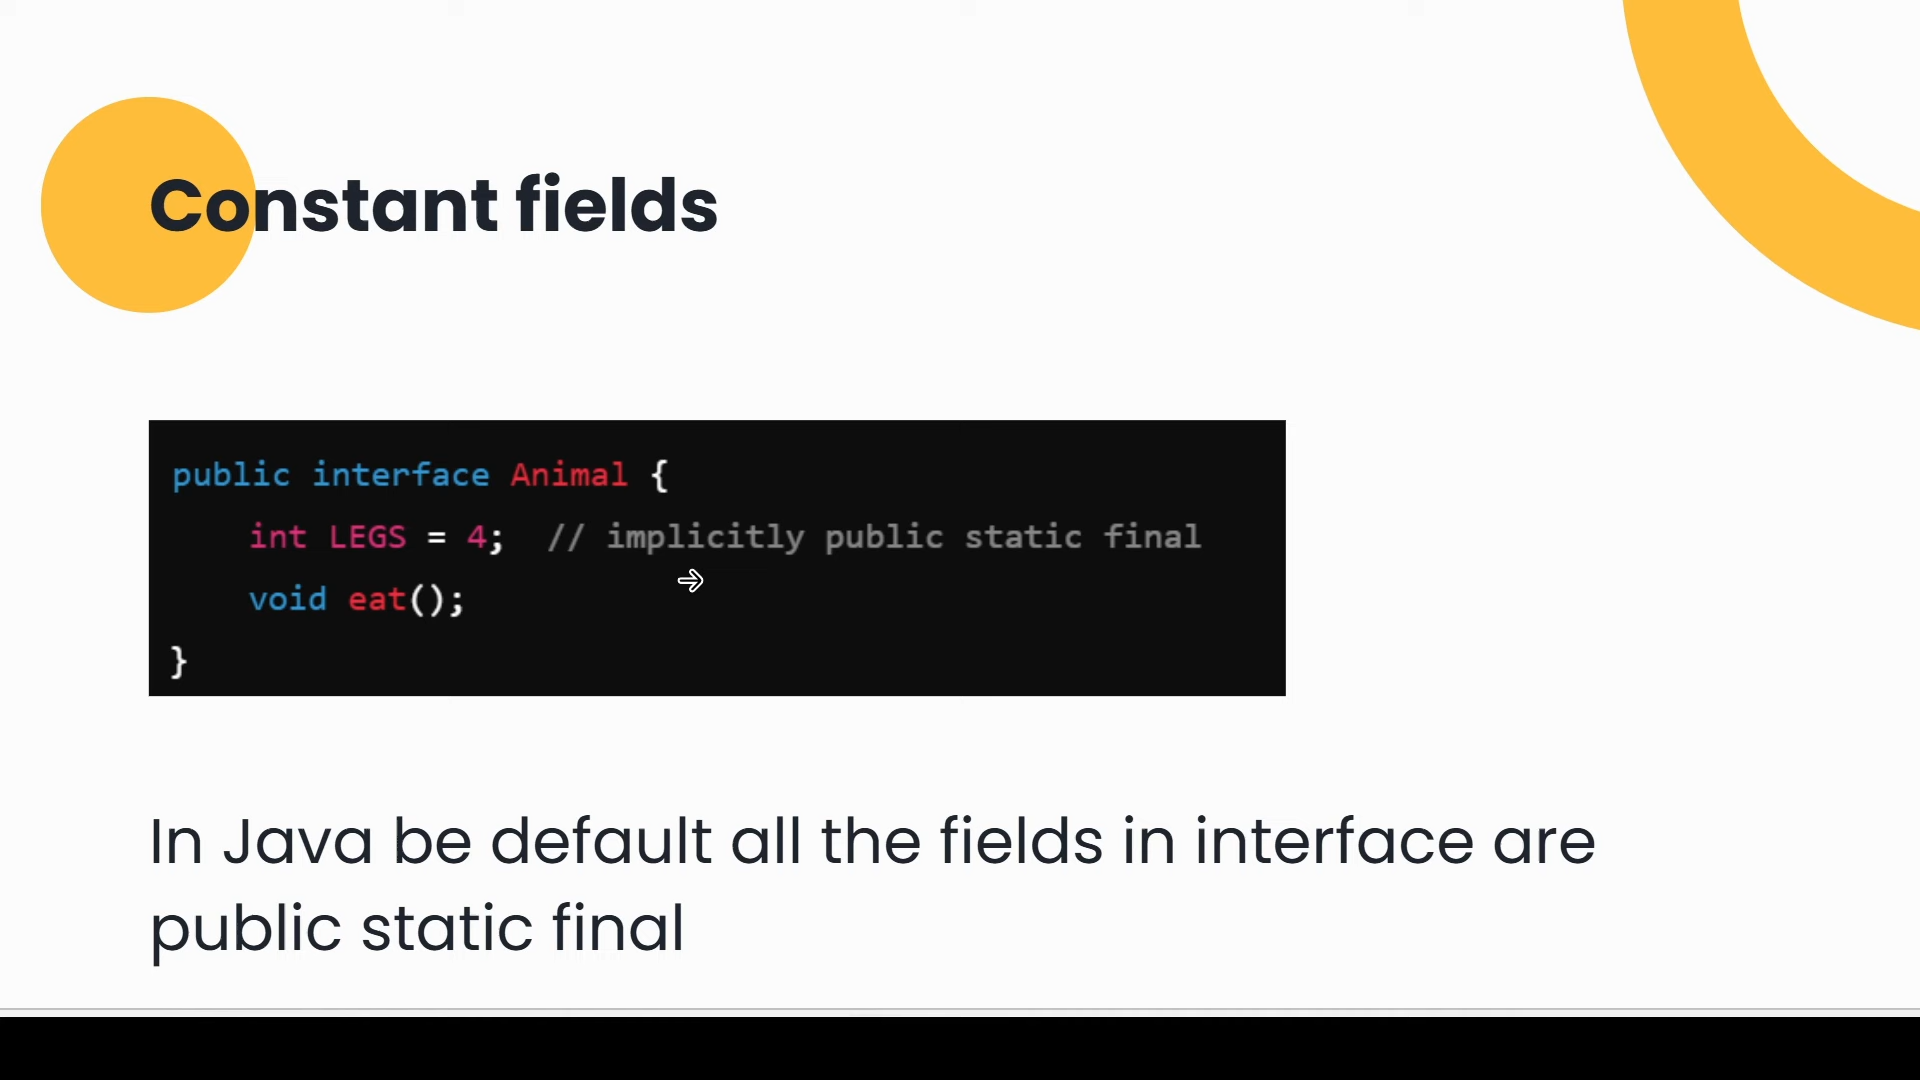 Constant fields
public interface Animal {
int LEGS = 4; // implicitly public static final
void eat();
}
In Java be default all the fields in interface are
public static final